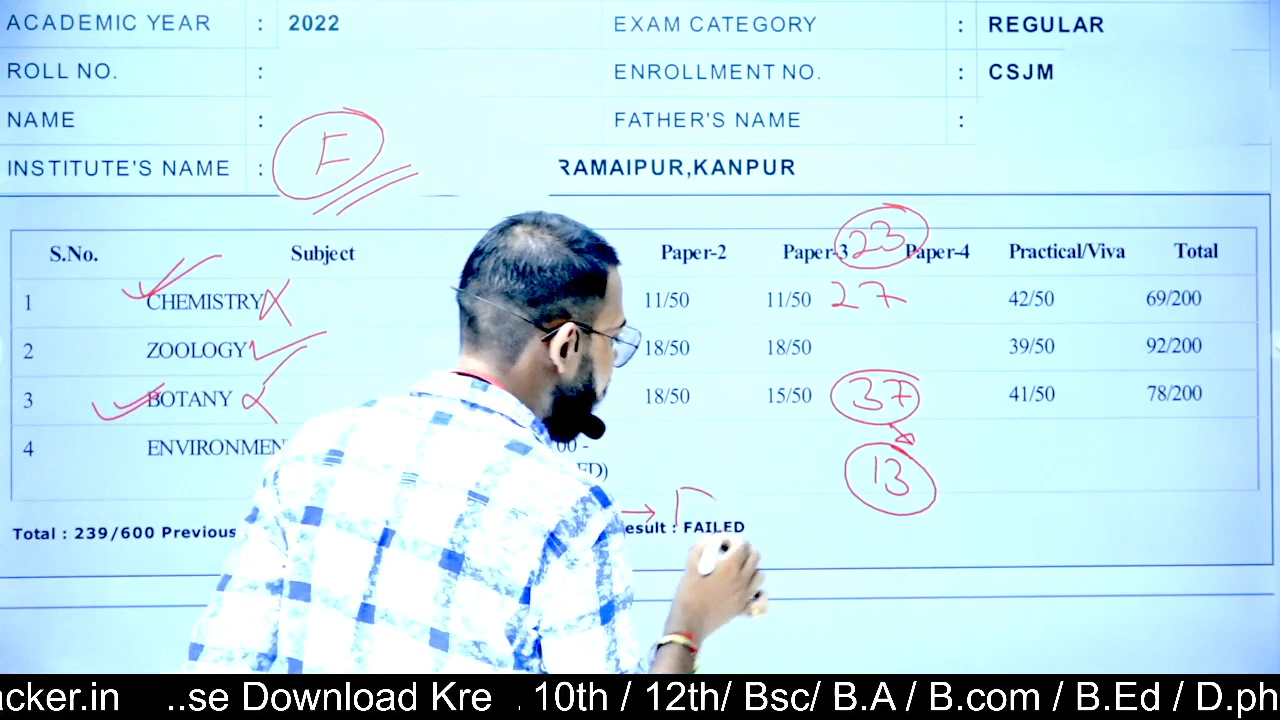 ACADEMIC YEAR : 2022 EXAM CATEGORY : REGULAR
ROLL NO. : ENROLLMENT NO. : CSJM
NAME : FATHER'S NAME :
INSTITUTE'S NAME : RAMAIPUR,KANPUR
F
S.No. Subject Paper-2 Paper-3 23 Paper-4 Practical/Viva Total
1 CHEMISTRY 11/50 11/50 27 42/50 69/200
2 ZOOLOGY 18/50 18/50 39/50 92/200
3 BOTANY 18/50 15/50 37 41/50 78/200
4 ENVIRONMEN 00 -
ED)
13
Total : 239/600 Previous esult : FAILED
acker.in ..se Download Kre . 10th / 12th/ Bsc/ B.A / B.com / B.Ed / D.ph